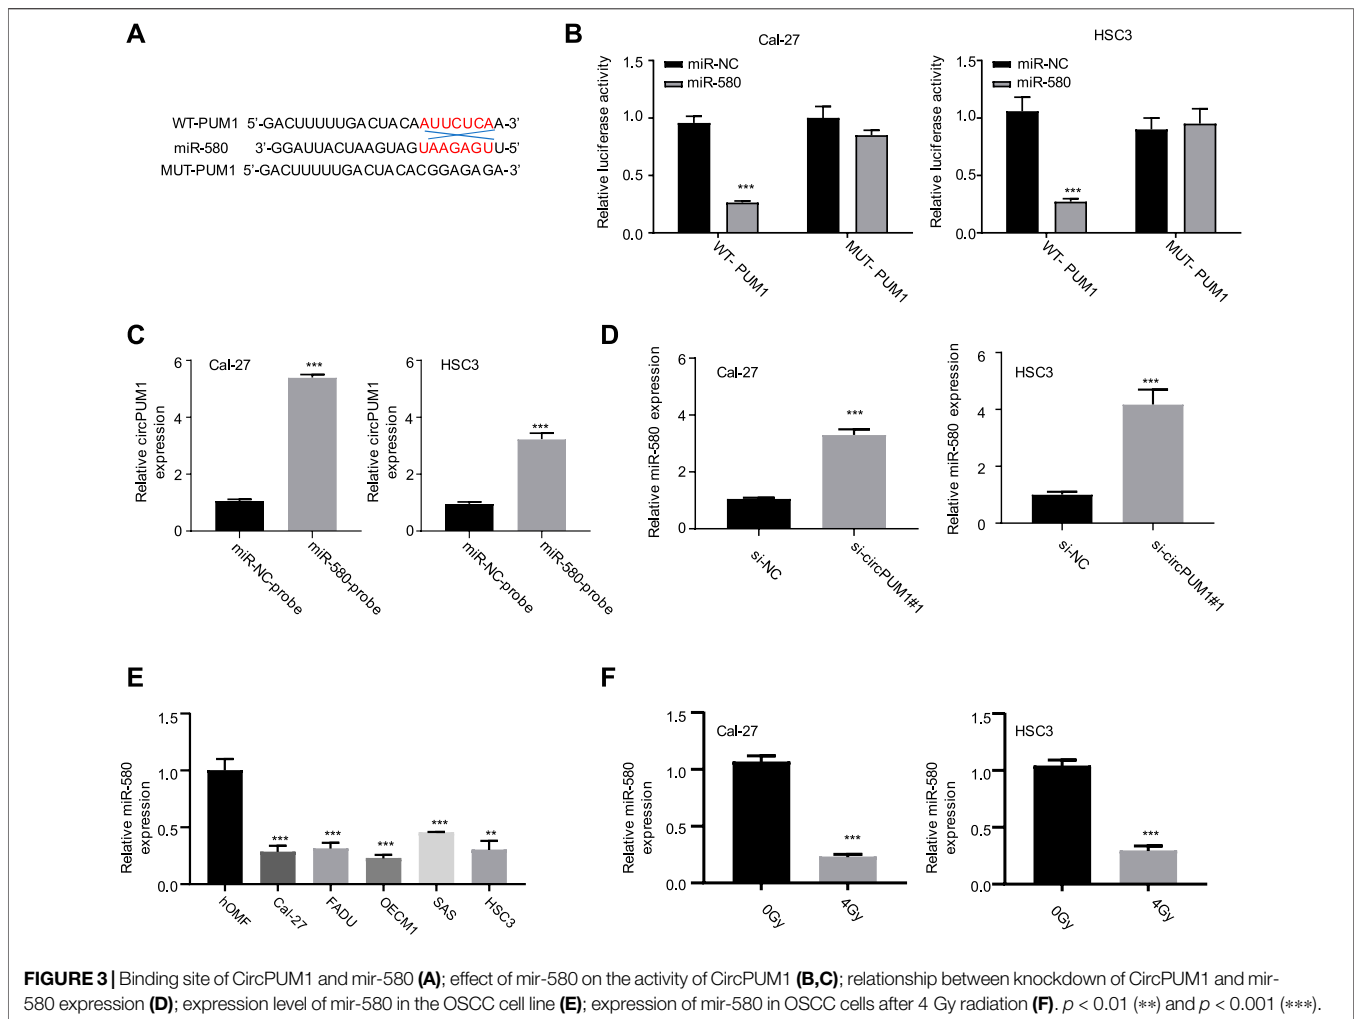 A
WT-PUM1 5'-GACUUUUUGACUACAAUUCUCAA-3'
miR-580 3'-GGAUUACUAAGUAGUAAGAGUU-5'
MUT-PUM1 5'-GACUUUUUGACUACACGGAGAGA-3'
B
Cal-27
Relative luciferase activity
1.5
1.0
0.5
0.0
miR-NC
miR-580
***
WT- PUM1
MUT- PUM1
HSC3
Relative luciferase activity
1.5
1.0
0.5
0.0
miR-NC
miR-580
***
WT- PUM1
MUT- PUM1
C
Cal-27
Relative circPUM1
expression
6
4
2
0
***
miR-NC-probe
miR-580-probe
HSC3
Relative circPUM1
expression
6
4
2
0
***
miR-NC-probe
miR-580-probe
D
Cal-27
Relative miR-580 expression
6
4
2
0
***
si-NC
si-circPUM1#1
HSC3
Relative miR-580 expression
6
4
2
0
***
si-NC
si-circPUM1#1
E
Relative miR-580
expression
1.5
1.0
0.5
0.0
***
***
***
***
**
hOMF
Cal-27
FADU
OECM1
SAS
HSC3
F
Cal-27
Relative miR-580
expression
1.5
1.0
0.5
0.0
***
0Gy
4Gy
HSC3
Relative miR-580
expression
1.5
1.0
0.5
0.0
***
0Gy
4Gy
FIGURE 3 | Binding site of CircPUM1 and mir-580 (A); effect of mir-580 on the activity of CircPUM1 (B,C); relationship between knockdown of CircPUM1 and mir-
580 expression (D); expression level of mir-580 in the OSCC cell line (E); expression of mir-580 in OSCC cells after 4 Gy radiation (F). p < 0.01 (**) and p < 0.001 (***).